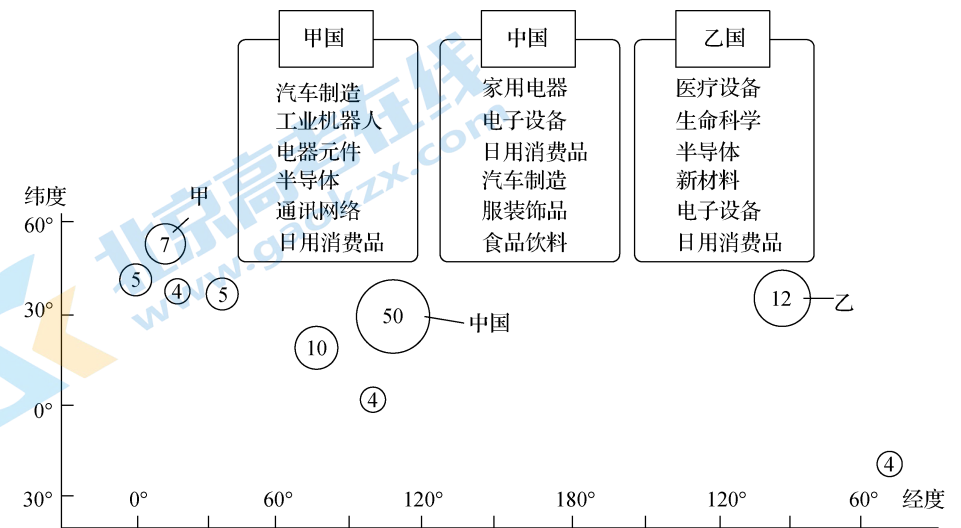 甲国
汽车制造
工业机器人
电器元件
半导体
通讯网络
日用消费品
中国
家用电器
电子设备
日用消费品
汽车制造
服装饰品
食品饮料
乙国
医疗设备
生命科学
半导体
新材料
电子设备
日用消费品
纬度
60°
30°
0°
30°
甲
7
5
4
5
50
中国
10
4
12
乙
4
0°
60°
120°
180°
120°
60°
经度
北京高考在线
www.gaokzx.com